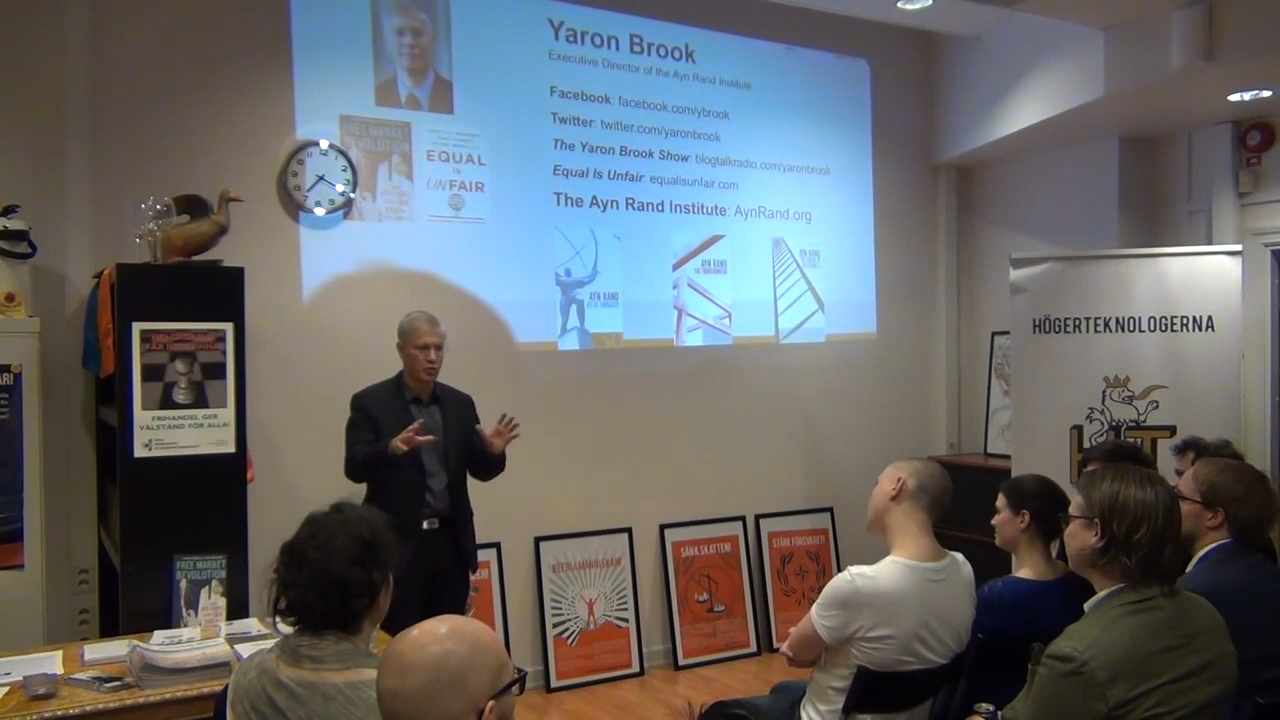 Yaron Brook
Executive Director of the Ayn Rand Institute
Facebook: facebook.com/ybrook
Twitter: twitter.com/yaronbrook
The Yaron Brook Show: blogtalkradio.com/yaronbrook
Equal Is Unfair: equalisunfair.com
The Ayn Rand Institute: AynRand.org
FREE MARKET
REVOLUTION
EQUAL
IS
UNFAIR
AYN RAND
AYN RAND
AYN RAND
HÖGERTEKNOLOGERNA
HT
FRIHANDEL GER
VÄLSTÅND FÖR ALLA!
FREE MARKET
REVOLUTION
BEFRIA MÄNNISKAN!
SÄNK SKATTEN!
STÄRK FÖRSVARET!